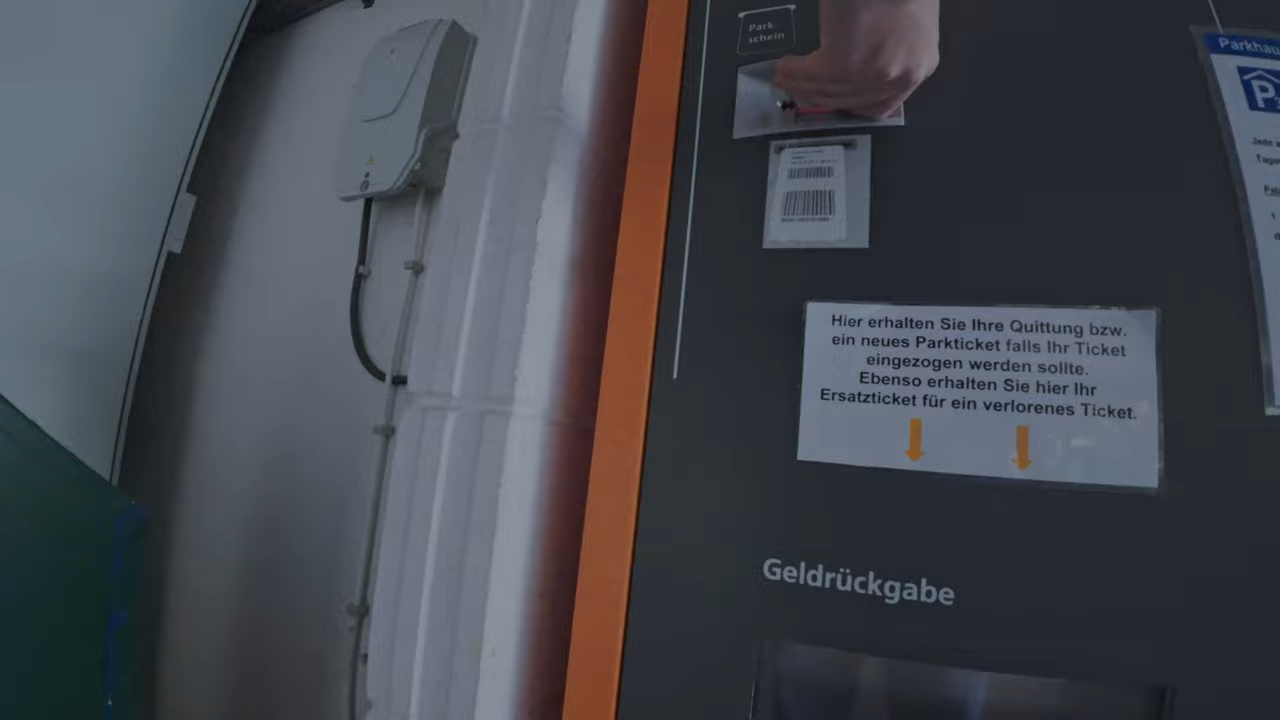 Park-
schein
Hier erhalten Sie Ihre Quittung bzw.
ein neues Parkticket falls Ihr Ticket
eingezogen werden sollte.
Ebenso erhalten Sie hier Ihr
Ersatzticket für ein verlorenes Ticket.
Geldrückgabe
P